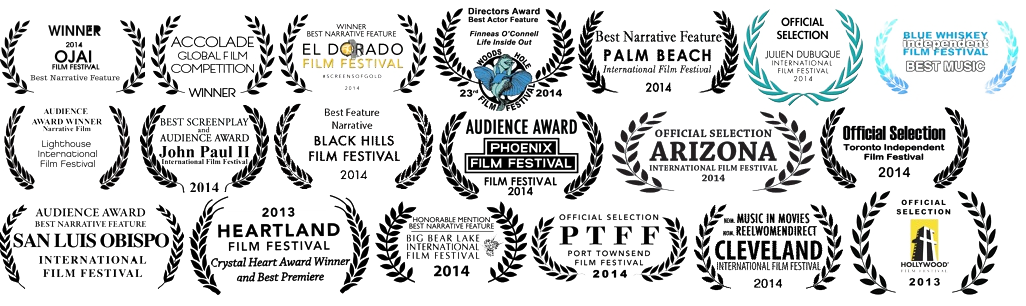 WINNER
2014
OJAI
FILM FESTIVAL
Best Narrative Feature
ACCOLADE
GLOBAL FILM
COMPETITION
WINNER
WINNER
BEST NARRATIVE FEATURE
EL DORADO
FILM FESTIVAL
#SCREENSOFGOLD
2014
Directors Award
Best Actor Feature
Finneas O'Connell
Life Inside Out
WOODS HOLE
FILM FESTIVAL
23rd 2014
Best Narrative Feature
PALM BEACH
International Film Festival
2014
OFFICIAL
SELECTION
JULIEN DUBUQUE
INTERNATIONAL
FILM FESTIVAL
2014
BLUE WHISKEY
independent
FILM FESTIVAL
BEST MUSIC
AUDIENCE
AWARD WINNER
Narrative Film
Lighthouse
International
Film Festival
BEST SCREENPLAY
and
AUDIENCE AWARD
John Paul II
International Film Festival
2014
Best Feature
Narrative
BLACK HILLS
FILM FESTIVAL
2014
AUDIENCE AWARD
PHOENIX
FILM FESTIVAL
FILM FESTIVAL
2014
OFFICIAL SELECTION
ARIZONA
INTERNATIONAL FILM FESTIVAL
2014
Official Selection
Toronto Independent
Film Festival
2014
AUDIENCE AWARD
BEST NARRATIVE FEATURE
SAN LUIS OBISPO
INTERNATIONAL
FILM FESTIVAL
2013
HEARTLAND
FILM FESTIVAL
Crystal Heart Award Winner
and Best Premiere
HONORABLE MENTION
BEST NARRATIVE FEATURE
BIG BEAR LAKE
INTERNATIONAL
FILM FESTIVAL
2014
OFFICIAL SELECTION
PTFF
PORT TOWNSEND
FILM FESTIVAL
2014
NOM. MUSIC IN MOVIES
NOM. REELWOMENDIRECT
CLEVELAND
INTERNATIONAL FILM FESTIVAL
2014
OFFICIAL
SELECTION
HOLLYWOOD
FILM FESTIVAL
2013